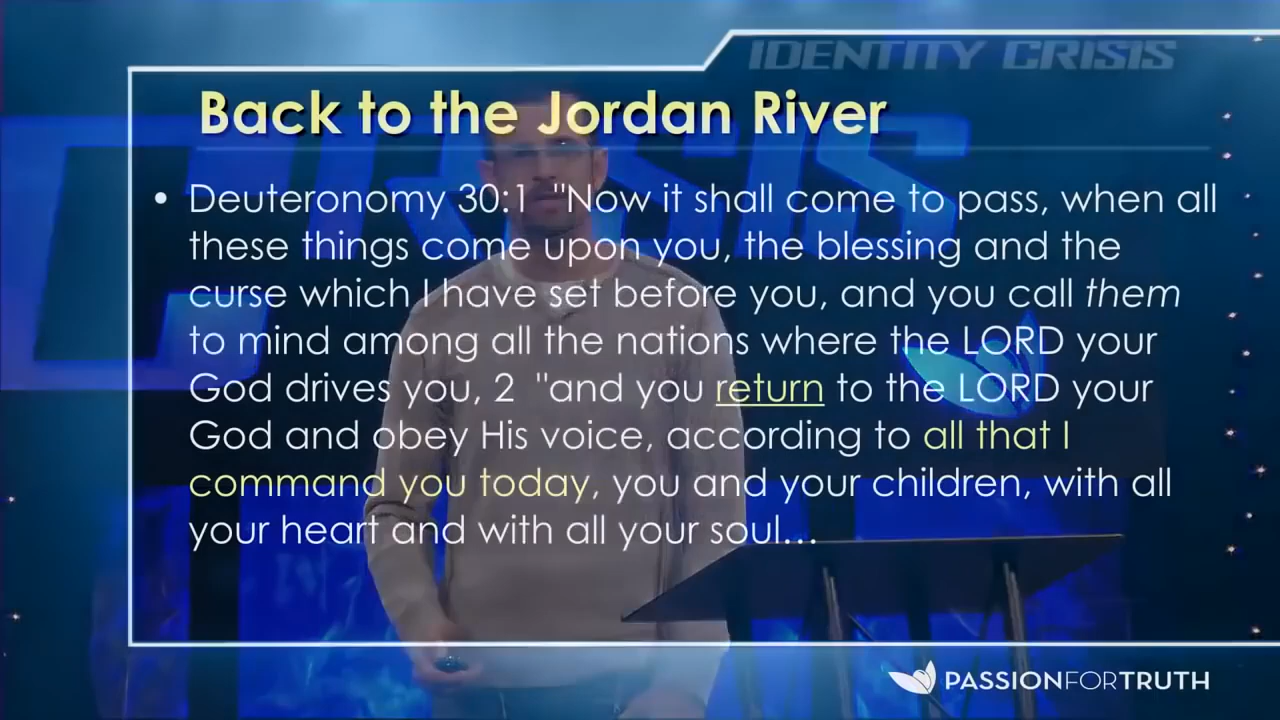 IDENTITY CRISIS
Back to the Jordan River
• Deuteronomy 30:1 "Now it shall come to pass, when all
these things come upon you, the blessing and the
curse which I have set before you, and you call them
to mind among all the nations where the LORD your
God drives you, 2 "and you return to the LORD your
God and obey His voice, according to all that I
command you today, you and your children, with all
your heart and with all your soul...
CRISIS
PASSIONFORTRUTH